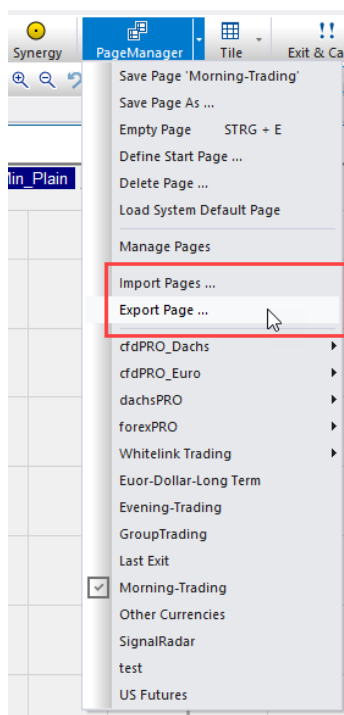 Synergy
PageManager
Tile
Exit & Ca
Save Page 'Morning-Trading'
Save Page As ...
Empty Page STRG + E
Define Start Page ...
Min_Plain
Delete Page ...
Load System Default Page
Manage Pages
Import Pages ...
Export Page ...
cfdPRO_Dachs
cfdPRO_Euro
dachsPRO
forexPRO
Whitelink Trading
Euor-Dollar-Long Term
Evening-Trading
GroupTrading
Last Exit
Morning-Trading
Other Currencies
SignalRadar
test
US Futures